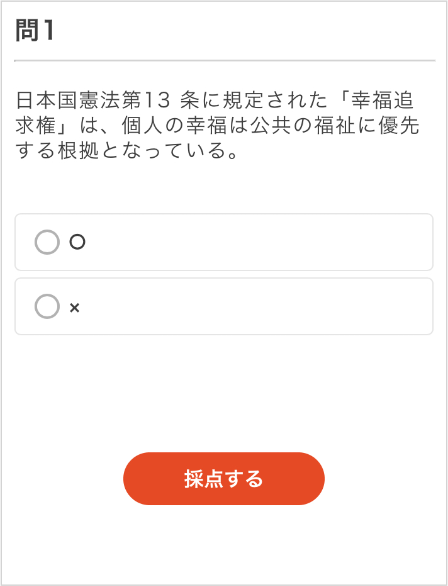 問1
日本国憲法第13 条に規定された「幸福追
求権」は、個人の幸福は公共の福祉に優先
する根拠となっている。
○
×
採点する